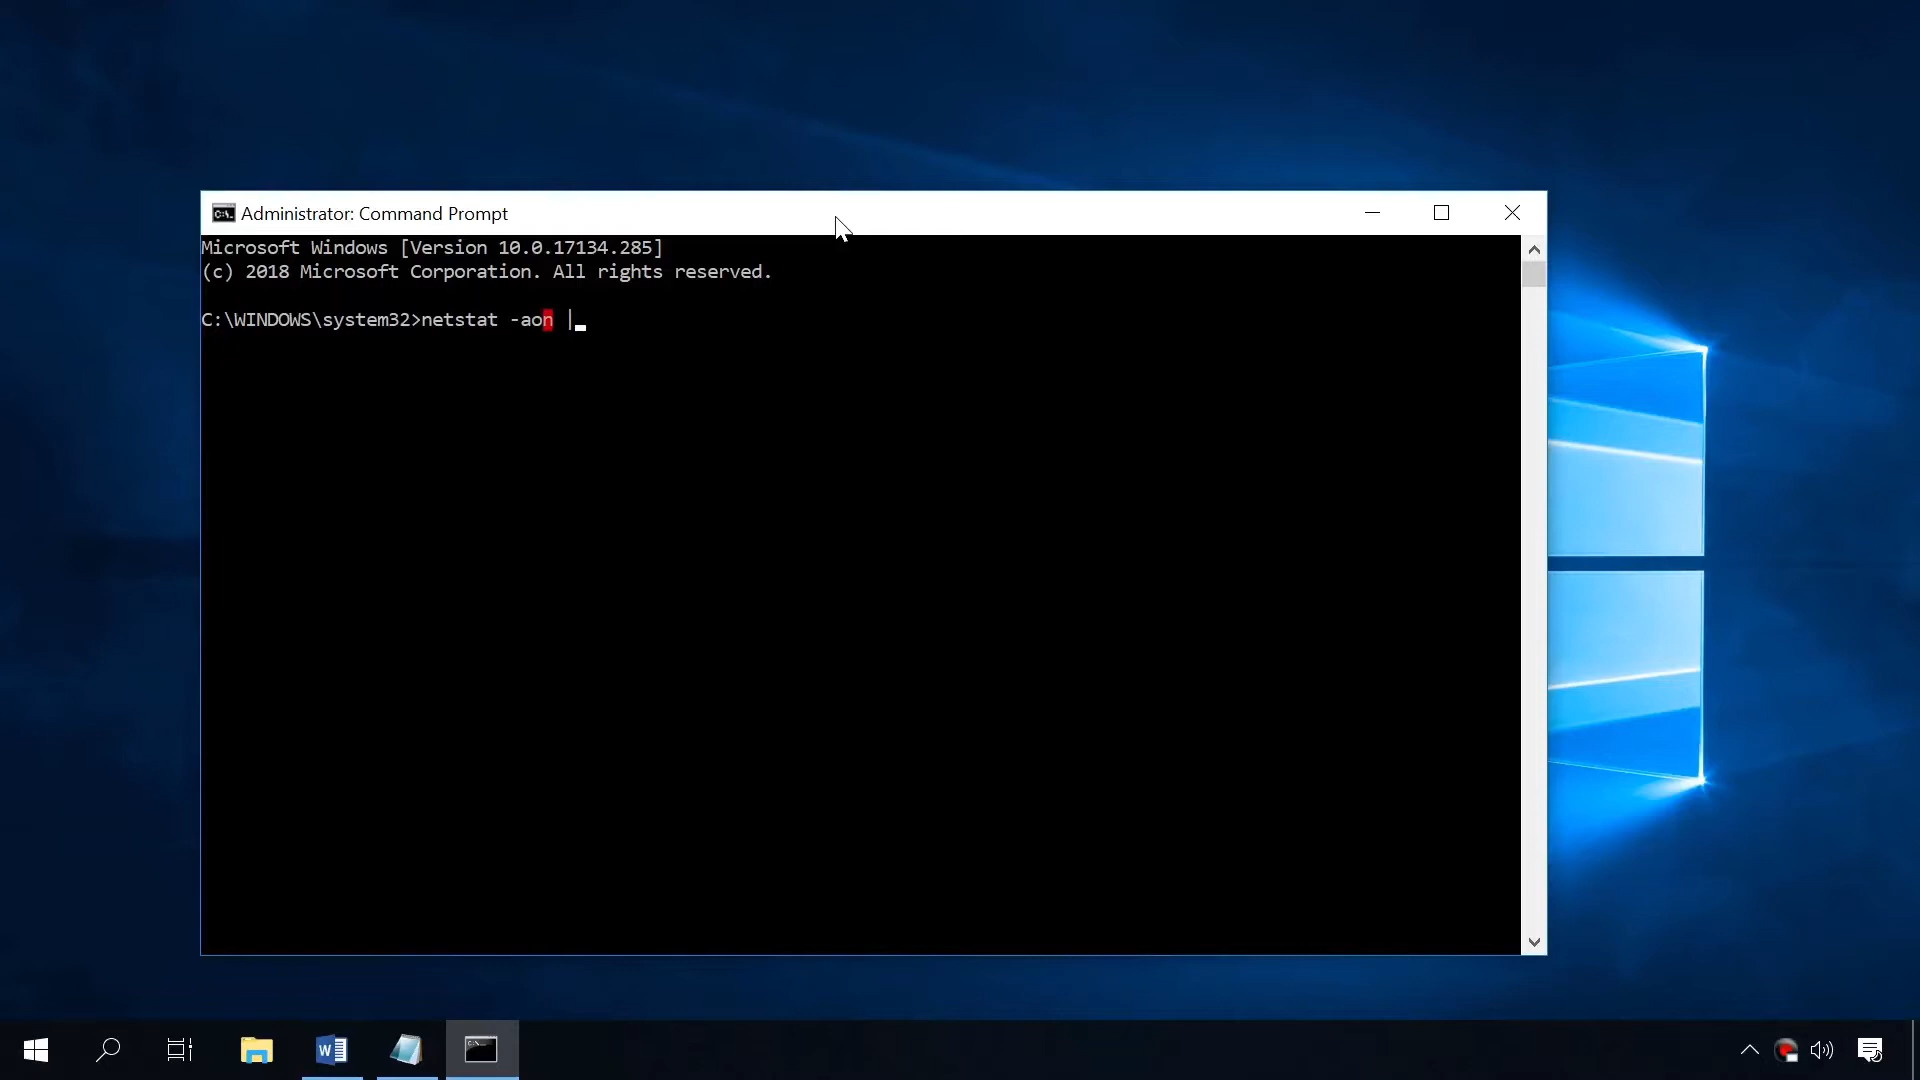 Administrator: Command Prompt
Microsoft Windows [Version 10.0.17134.285]
(c) 2018 Microsoft Corporation. All rights reserved.
C:\WINDOWS\system32>netstat -aon |